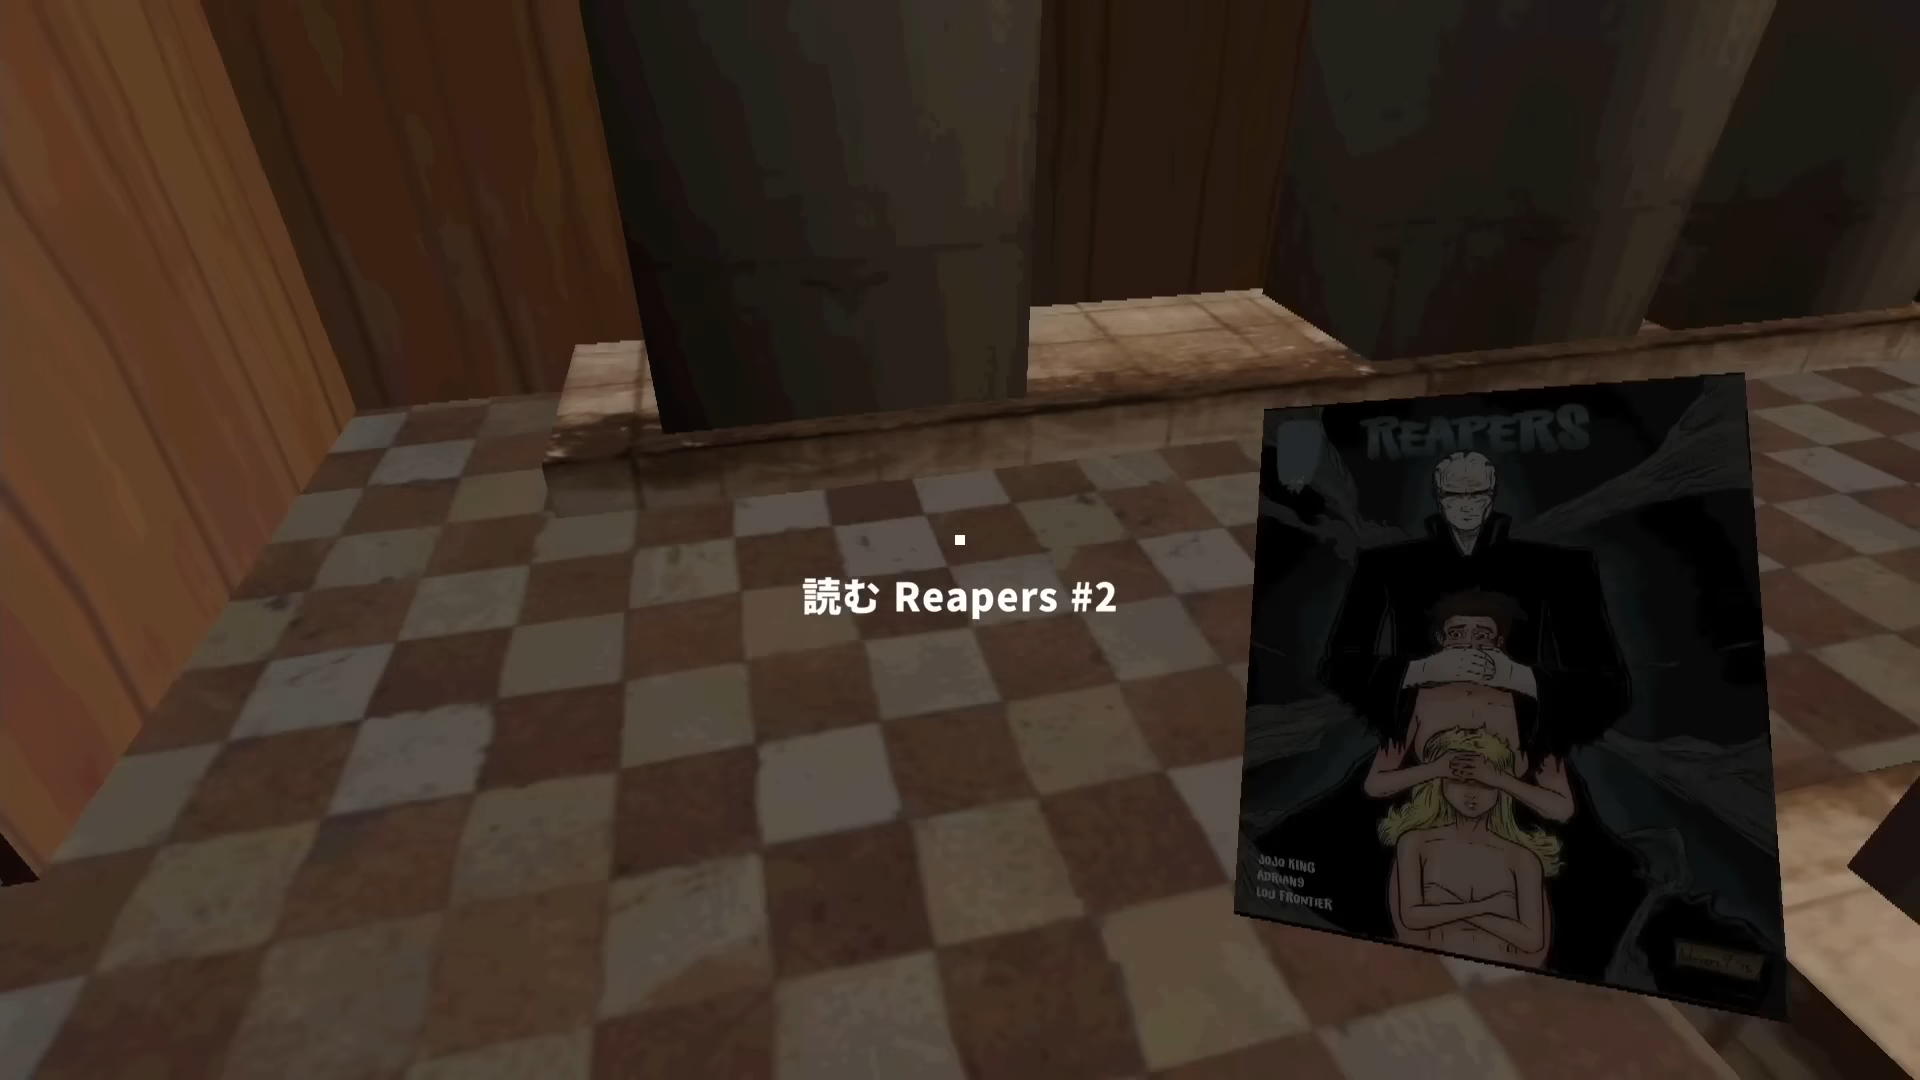 REAPERS
読む Reapers #2
JOJO KING
ADRIAN9
LOU FRONTIER